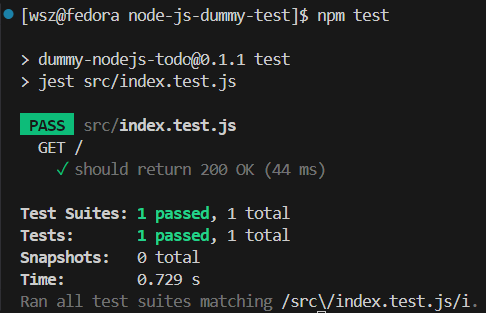 [wsz@fedora node-js-dummy-test]$ npm test
> dummy-nodejs-todo@0.1.1 test
> jest src/index.test.js
PASS src/index.test.js
GET /
✓ should return 200 OK (44 ms)
Test Suites: 1 passed, 1 total
Tests: 1 passed, 1 total
Snapshots: 0 total
Time: 0.729 s
Ran all test suites matching /src\/index.test.js/i.